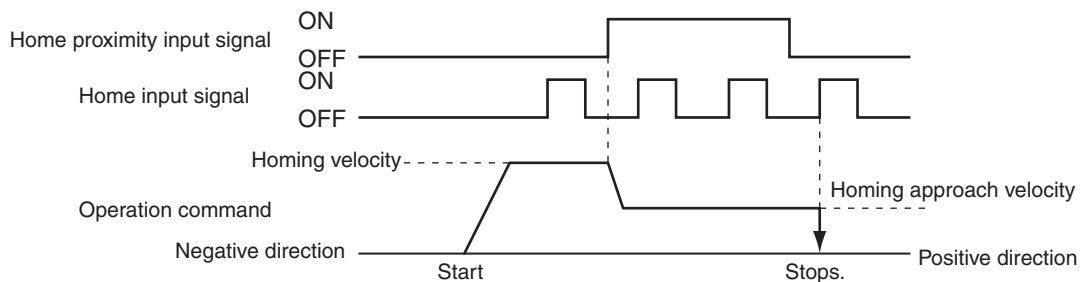 ON
Home proximity input signal
OFF
ON
Home input signal
OFF
Homing velocity
Homing approach velocity
Operation command
Negative direction
Positive direction
Start
Stops.